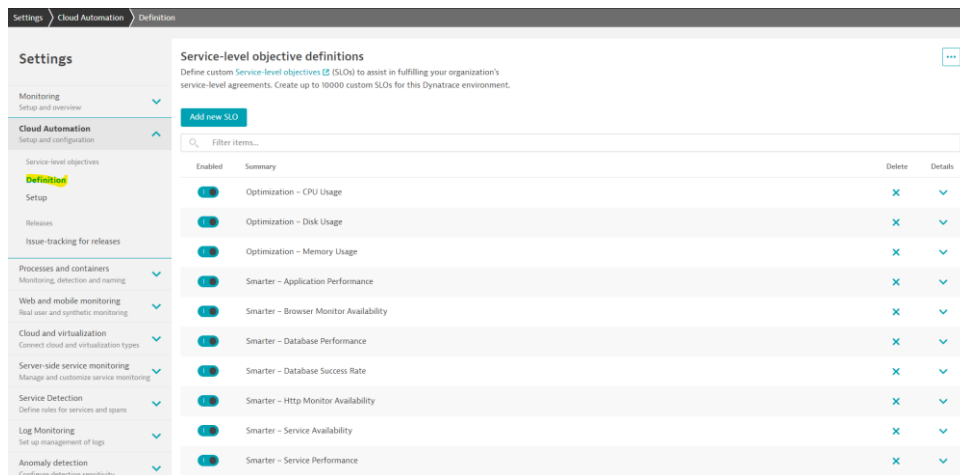 Settings Cloud Automation Definition
Settings
Monitoring
Setup and overview
Cloud Automation
Setup and configuration
Service-level objectives
Definition
Setup
Releases
Issue-tracking for releases
Processes and containers
Monitoring, detection and naming
Web and mobile monitoring
Real user and synthetic monitoring
Cloud and virtualization
Connect cloud and virtualization types
Server-side service monitoring
Manage and customize service monitoring
Service Detection
Define rules for services and spans
Log Monitoring
Set up management of logs
Anomaly detection
Configure detection sensitivity
Service-level objective definitions
Define custom Service-level objectives (SLOs) to assist in fulfilling your organization's
service-level agreements. Create up to 10000 custom SLOs for this Dynatrace environment.
...
Add new SLO
Filter items...
Enabled Summary Delete Details
Optimization – CPU Usage
Optimization – Disk Usage
Optimization – Memory Usage
Smarter – Application Performance
Smarter – Browser Monitor Availability
Smarter – Database Performance
Smarter – Database Success Rate
Smarter – Http Monitor Availability
Smarter – Service Availability
Smarter – Service Performance